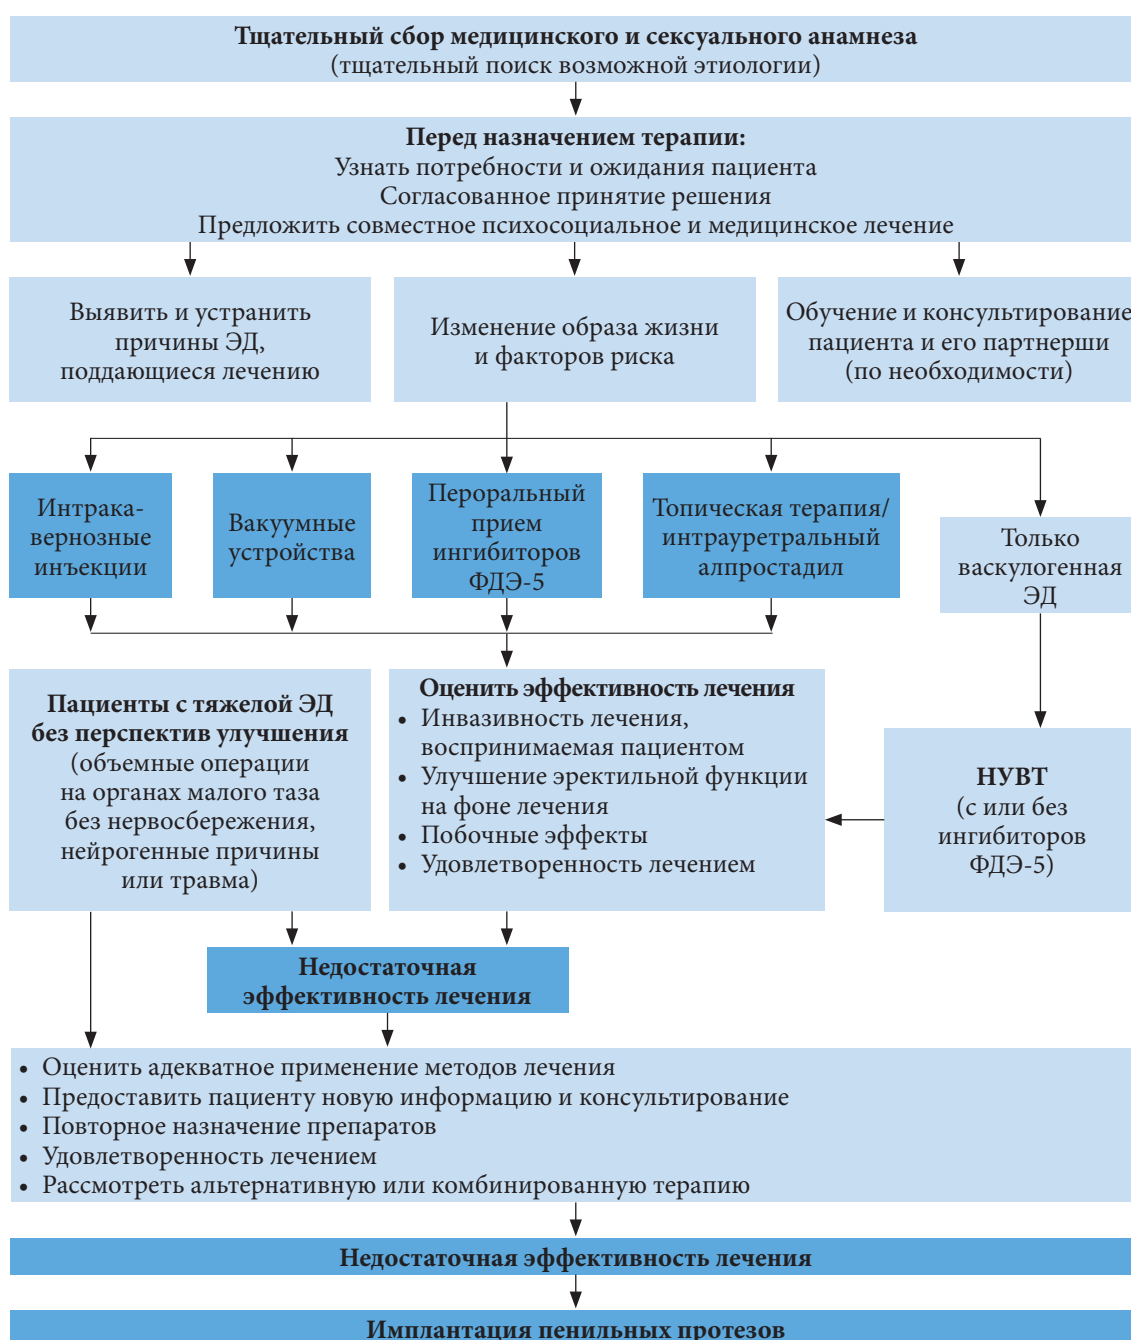 Тщательный сбор медицинского и сексуального анамнеза
(тщательный поиск возможной этиологии)
Перед назначением терапии:
Узнать потребности и ожидания пациента
Согласованное принятие решения
Предложить совместное психосоциальное и медицинское лечение
Выявить и устранить
причины ЭД,
поддающиеся лечению
Изменение образа жизни
и факторов риска
Обучение и консультирование
пациента и его партнерши
(по необходимости)
Интрака-
вернозные
инъекции
Вакуумные
устройства
Пероральный
прием
ингибиторов
ФДЭ-5
Топическая терапия/
интрауретральный
алпростадил
Только
васкулогенная
ЭД
Пациенты с тяжелой ЭД
без перспектив улучшения
(объемные операции
на органах малого таза
без нервосбережения,
нейрогенные причины
или травма)
Оценить эффективность лечения
• Инвазивность лечения,
воспринимаемая пациентом
• Улучшение эректильной функции
на фоне лечения
• Побочные эффекты
• Удовлетворенность лечением
НУВТ
(с или без
ингибиторов
ФДЭ-5)
Недостаточная
эффективность лечения
• Оценить адекватное применение методов лечения
• Предоставить пациенту новую информацию и консультирование
• Повторное назначение препаратов
• Удовлетворенность лечением
• Рассмотреть альтернативную или комбинированную терапию
Недостаточная эффективность лечения
Имплантация пенильных протезов